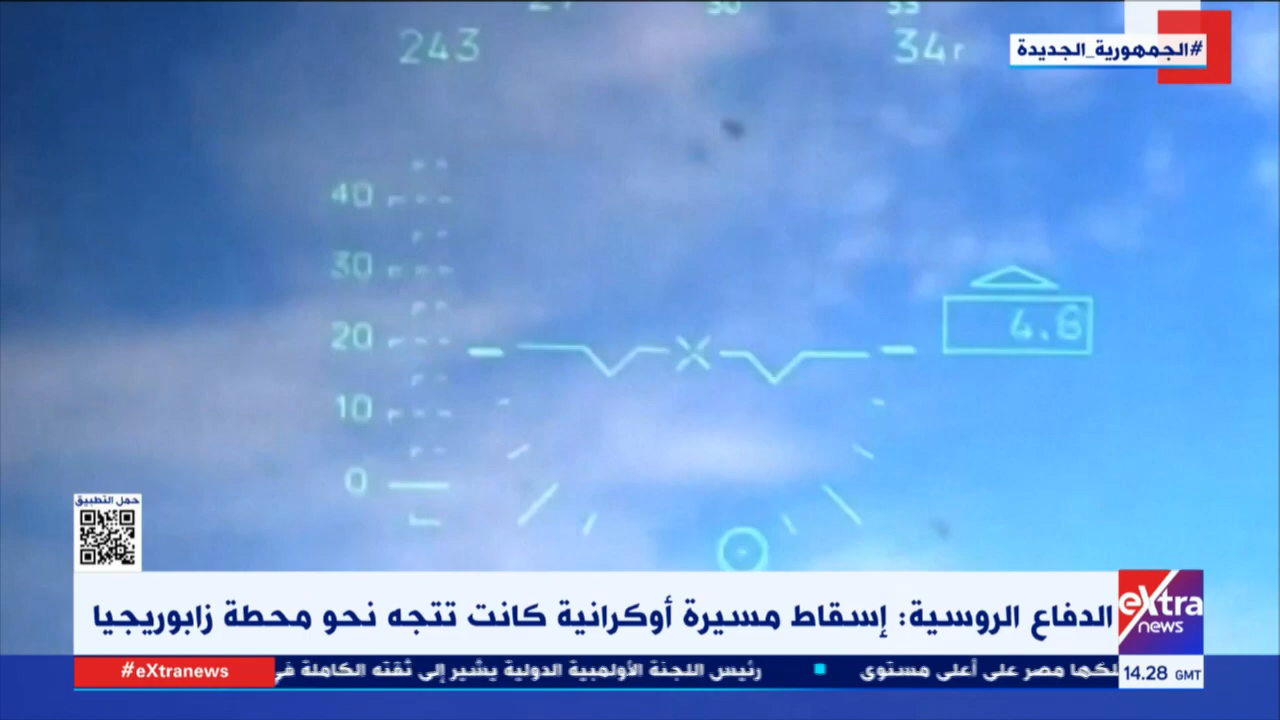 243
34r
#الجمهورية_الجديدة
40
30
20
10
0
4.6
حمل التطبيق
الدفاع الروسية: إسقاط مسيرة أوكرانية كانت تتجه نحو محطة زابوريجيا
eXtra news
#eXtranews
لكها مصر على أعلى مستوى
رئيس اللجنة الأولمبية الدولية يشير إلى ثقته الكاملة في
14.28 GMT